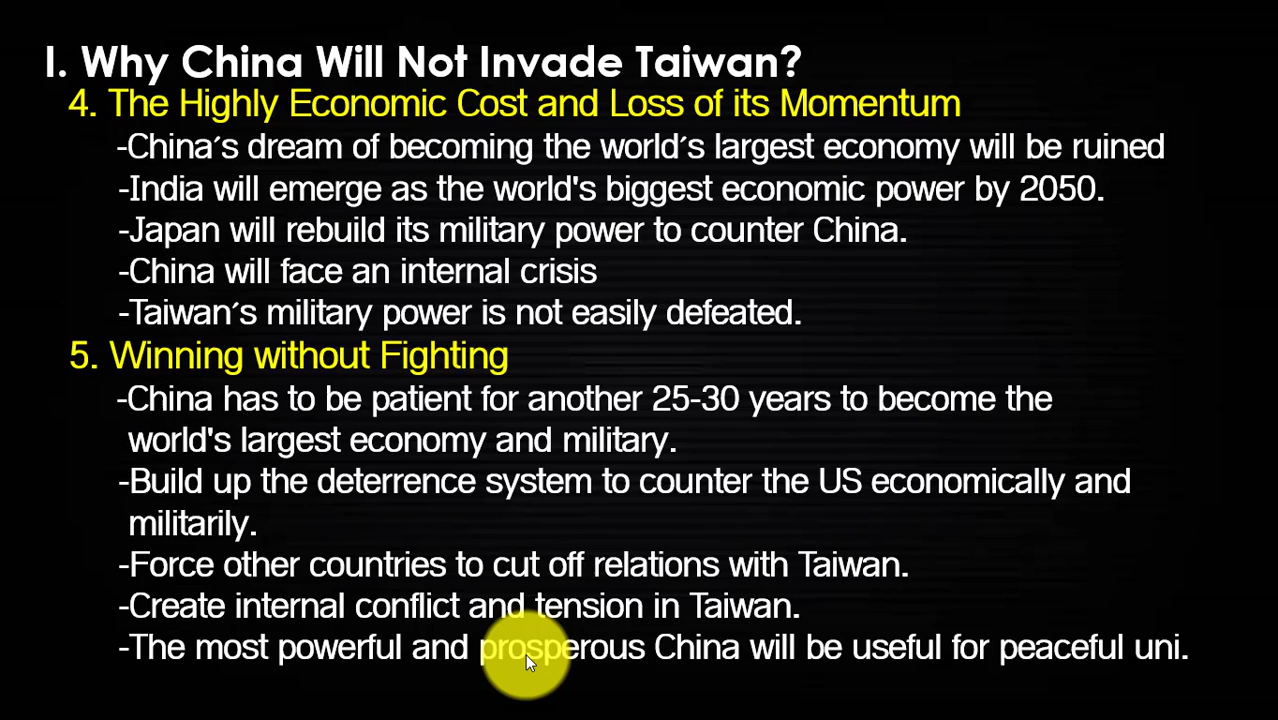 I. Why China Will Not Invade Taiwan?
4. The Highly Economic Cost and Loss of its Momentum
-China´s dream of becoming the world´s largest economy will be ruined
-India will emerge as the world's biggest economic power by 2050.
-Japan will rebuild its military power to counter China.
-China will face an internal crisis
-Taiwan´s military power is not easily defeated.
5. Winning without Fighting
-China has to be patient for another 25-30 years to become the
world's largest economy and military.
-Build up the deterrence system to counter the US economically and
militarily.
-Force other countries to cut off relations with Taiwan.
-Create internal conflict and tension in Taiwan.
-The most powerful and prosperous China will be useful for peaceful uni.